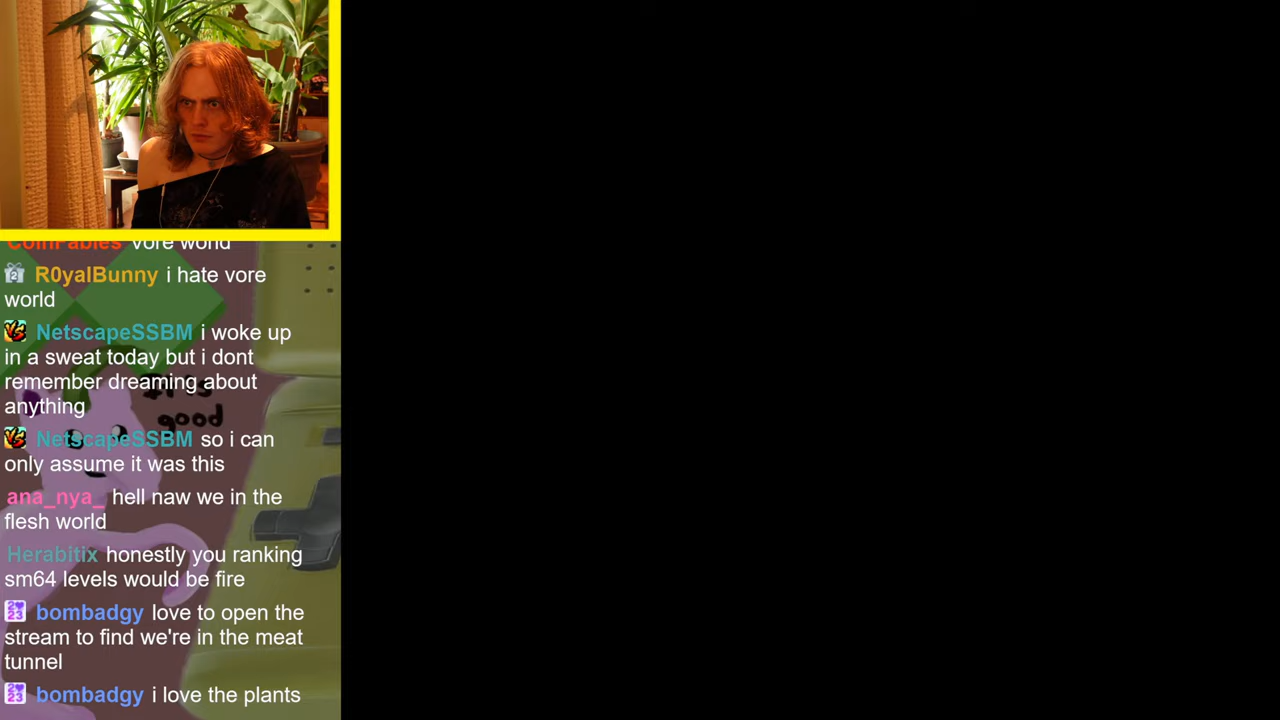 CoinFables vore world
R0yalBunny i hate vore
world
NetscapeSSBM i woke up
in a sweat today but i dont
remember dreaming about
anything
NetscapeSSBM so i can
only assume it was this
ana_nya_ hell naw we in the
flesh world
Herabitix honestly you ranking
sm64 levels would be fire
bombadgy love to open the
stream to find we're in the meat
tunnel
bombadgy i love the plants
good